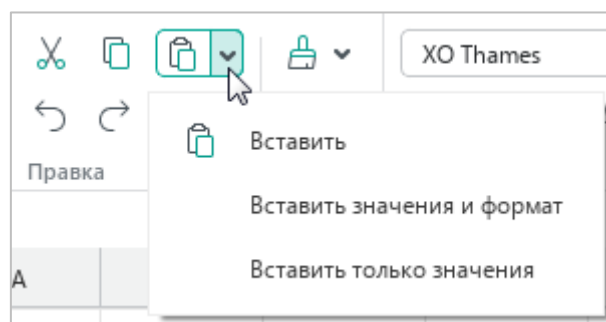 XO Thames
Правка
Вставить
Вставить значения и формат
Вставить только значения
A